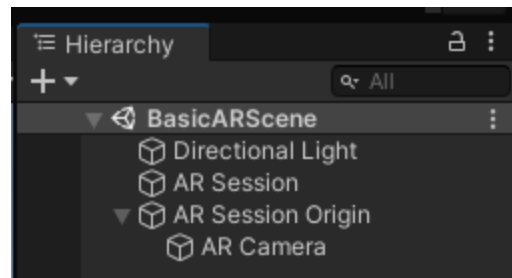 Hierarchy
All
BasicARScene
Directional Light
AR Session
AR Session Origin
AR Camera